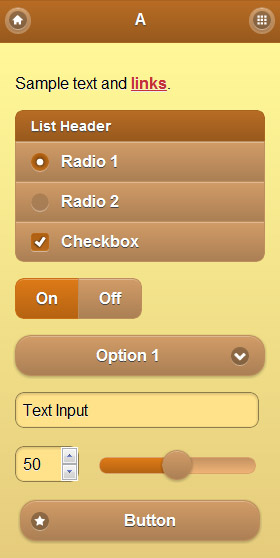 A
Sample text and links.
List Header
Radio 1
Radio 2
Checkbox
On Off
Option 1
Text Input
50
Button